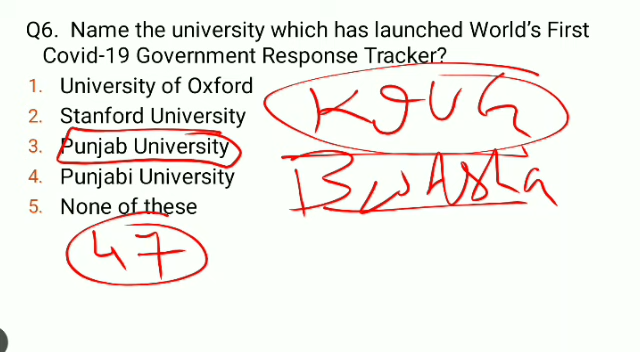 Q6. Name the university which has launched World's First
Covid-19 Government Response Tracker?
1. University of Oxford
2. Stanford University
3. Punjab University
4. Punjabi University
5. None of these
47